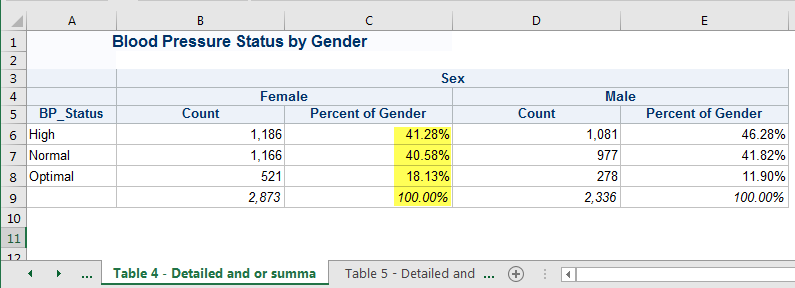 A B C D E
1 Blood Pressure Status by Gender
2
3 Sex
4 Female Male
5 BP_Status Count Percent of Gender Count Percent of Gender
6 High 1,186 41.28% 1,081 46.28%
7 Normal 1,166 40.58% 977 41.82%
8 Optimal 521 18.13% 278 11.90%
9 2,873 100.00% 2,336 100.00%
10
11
12
... Table 4 - Detailed and or summa Table 5 - Detailed and ...